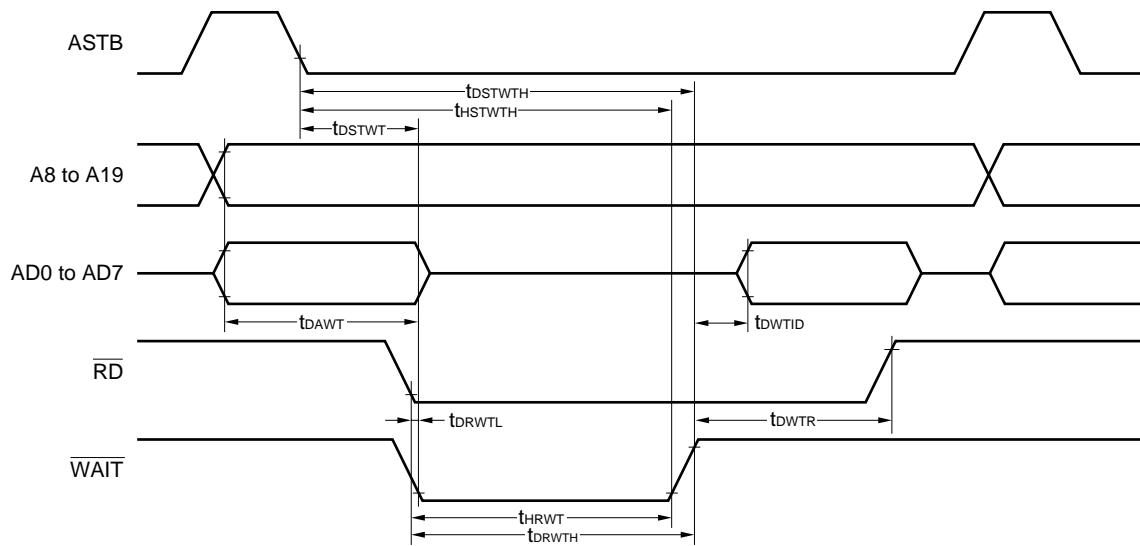 ASTB
tDSTWTH
tHSTWTH
tDSTWT
A8 to A19
AD0 to AD7
tDAWT
tDWTID
RD
tDRWTL
tDWTR
WAIT
tHRWT
tDRWTH